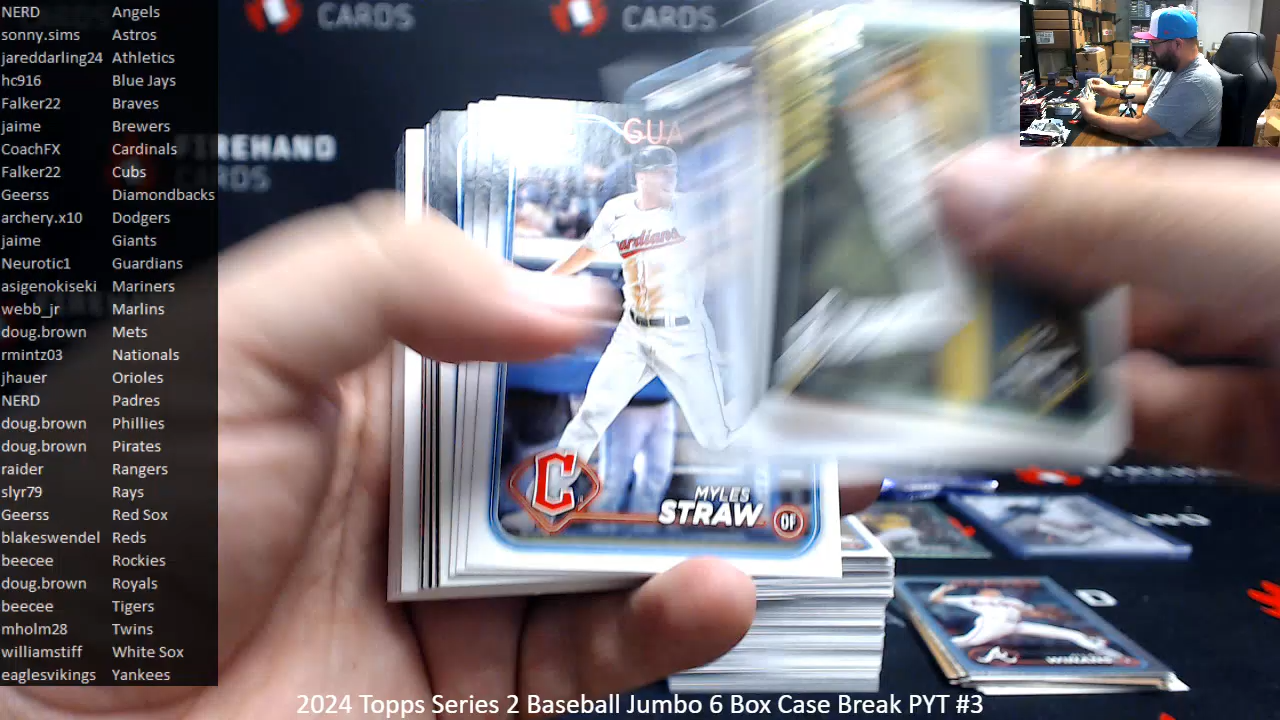 NERD Angels
sonny.sims Astros
jareddarling24 Athletics
hc916 Blue Jays
Falker22 Braves
jaime Brewers
CoachFX Cardinals
Falker22 Cubs
Geerss Diamondbacks
archery.x10 Dodgers
jaime Giants
Neurotic1 Guardians
asigenokiseki Mariners
webb_jr Marlins
doug.brown Mets
rmintz03 Nationals
jhauer Orioles
NERD Padres
doug.brown Phillies
doug.brown Pirates
raider Rangers
slyr79 Rays
Geerss Red Sox
blakeswendel Reds
beecee Rockies
doug.brown Royals
beecee Tigers
mholm28 Twins
williamstiff White Sox
eaglesvikings Yankees
CARDS
CARDS
FIREHAND
CARDS
GUA
Guardians
C
MYLES
STRAW OF
2024 Topps Series 2 Baseball Jumbo 6 Box Case Break PYT #3